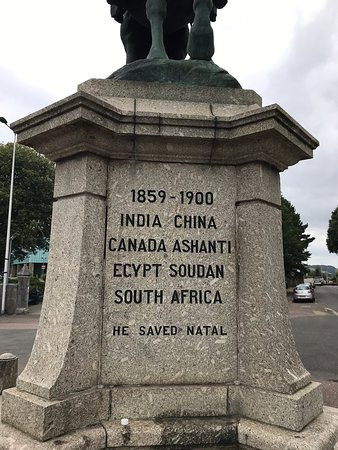 1859-1900
INDIA CHINA
CANADA ASHANTI
EGYPT SOUDAN
SOUTH AFRICA
HE SAVED NATAL